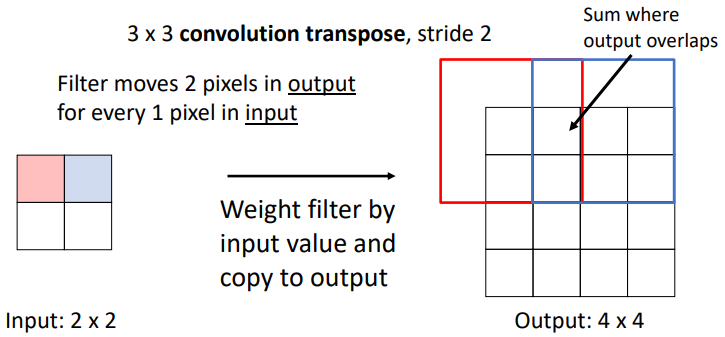 3 x 3 convolution transpose, stride 2
Sum where
output overlaps
Filter moves 2 pixels in output
for every 1 pixel in input
Weight filter by
input value and
copy to output
Input: 2 x 2
Output: 4 x 4